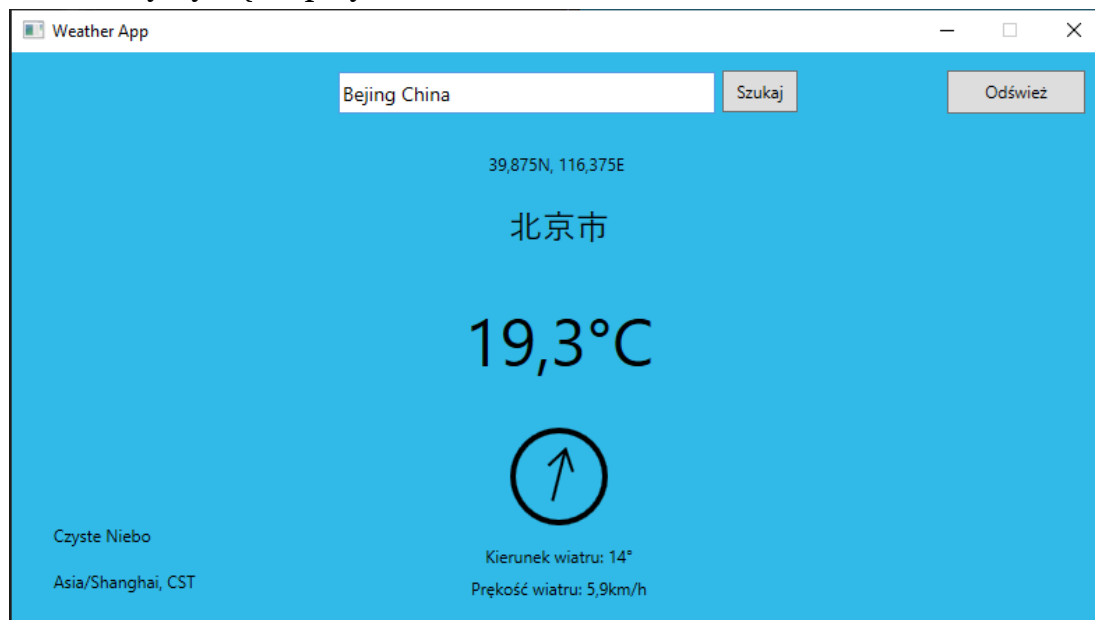 Weather App
Bejing China
Szukaj
Odśwież
39,875N, 116,375E
北京市
19,3°C
Czyste Niebo
Kierunek wiatru: 14°
Asia/Shanghai, CST
Prękość wiatru: 5,9km/h